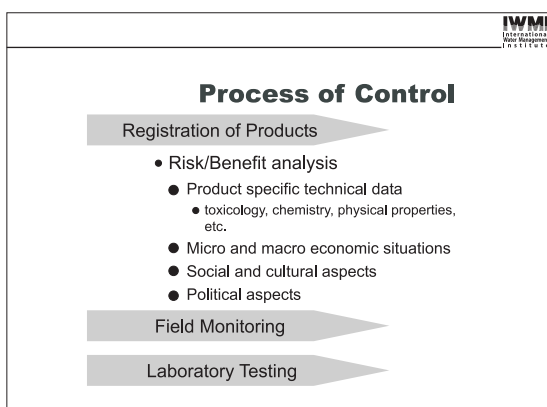 IWMI
International
Water Management
Institute
Process of Control
Registration of Products
• Risk/Benefit analysis
● Product specific technical data
● toxicology, chemistry, physical properties,
etc.
● Micro and macro economic situations
● Social and cultural aspects
● Political aspects
Field Monitoring
Laboratory Testing